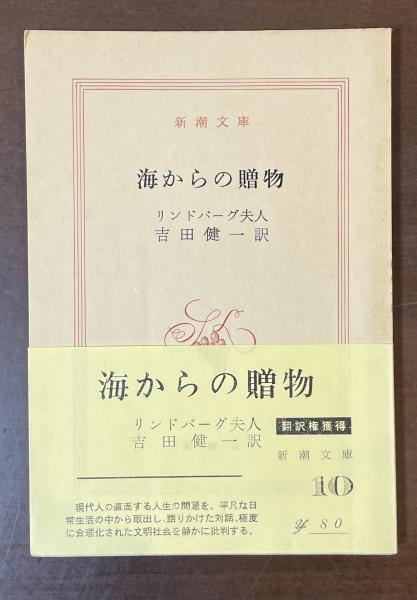 新潮文庫
海からの贈物
リンドバーグ夫人
吉田健一訳
海からの贈物
リンドバーグ夫人
吉田健一訳
翻訳権獲得
新潮文庫
10
¥ 80
現代人の直面する人生の問題を、平凡な日
常生活の中から取出し、語りかけた対話、極度
に合理化された文明社会を静かに批判する。